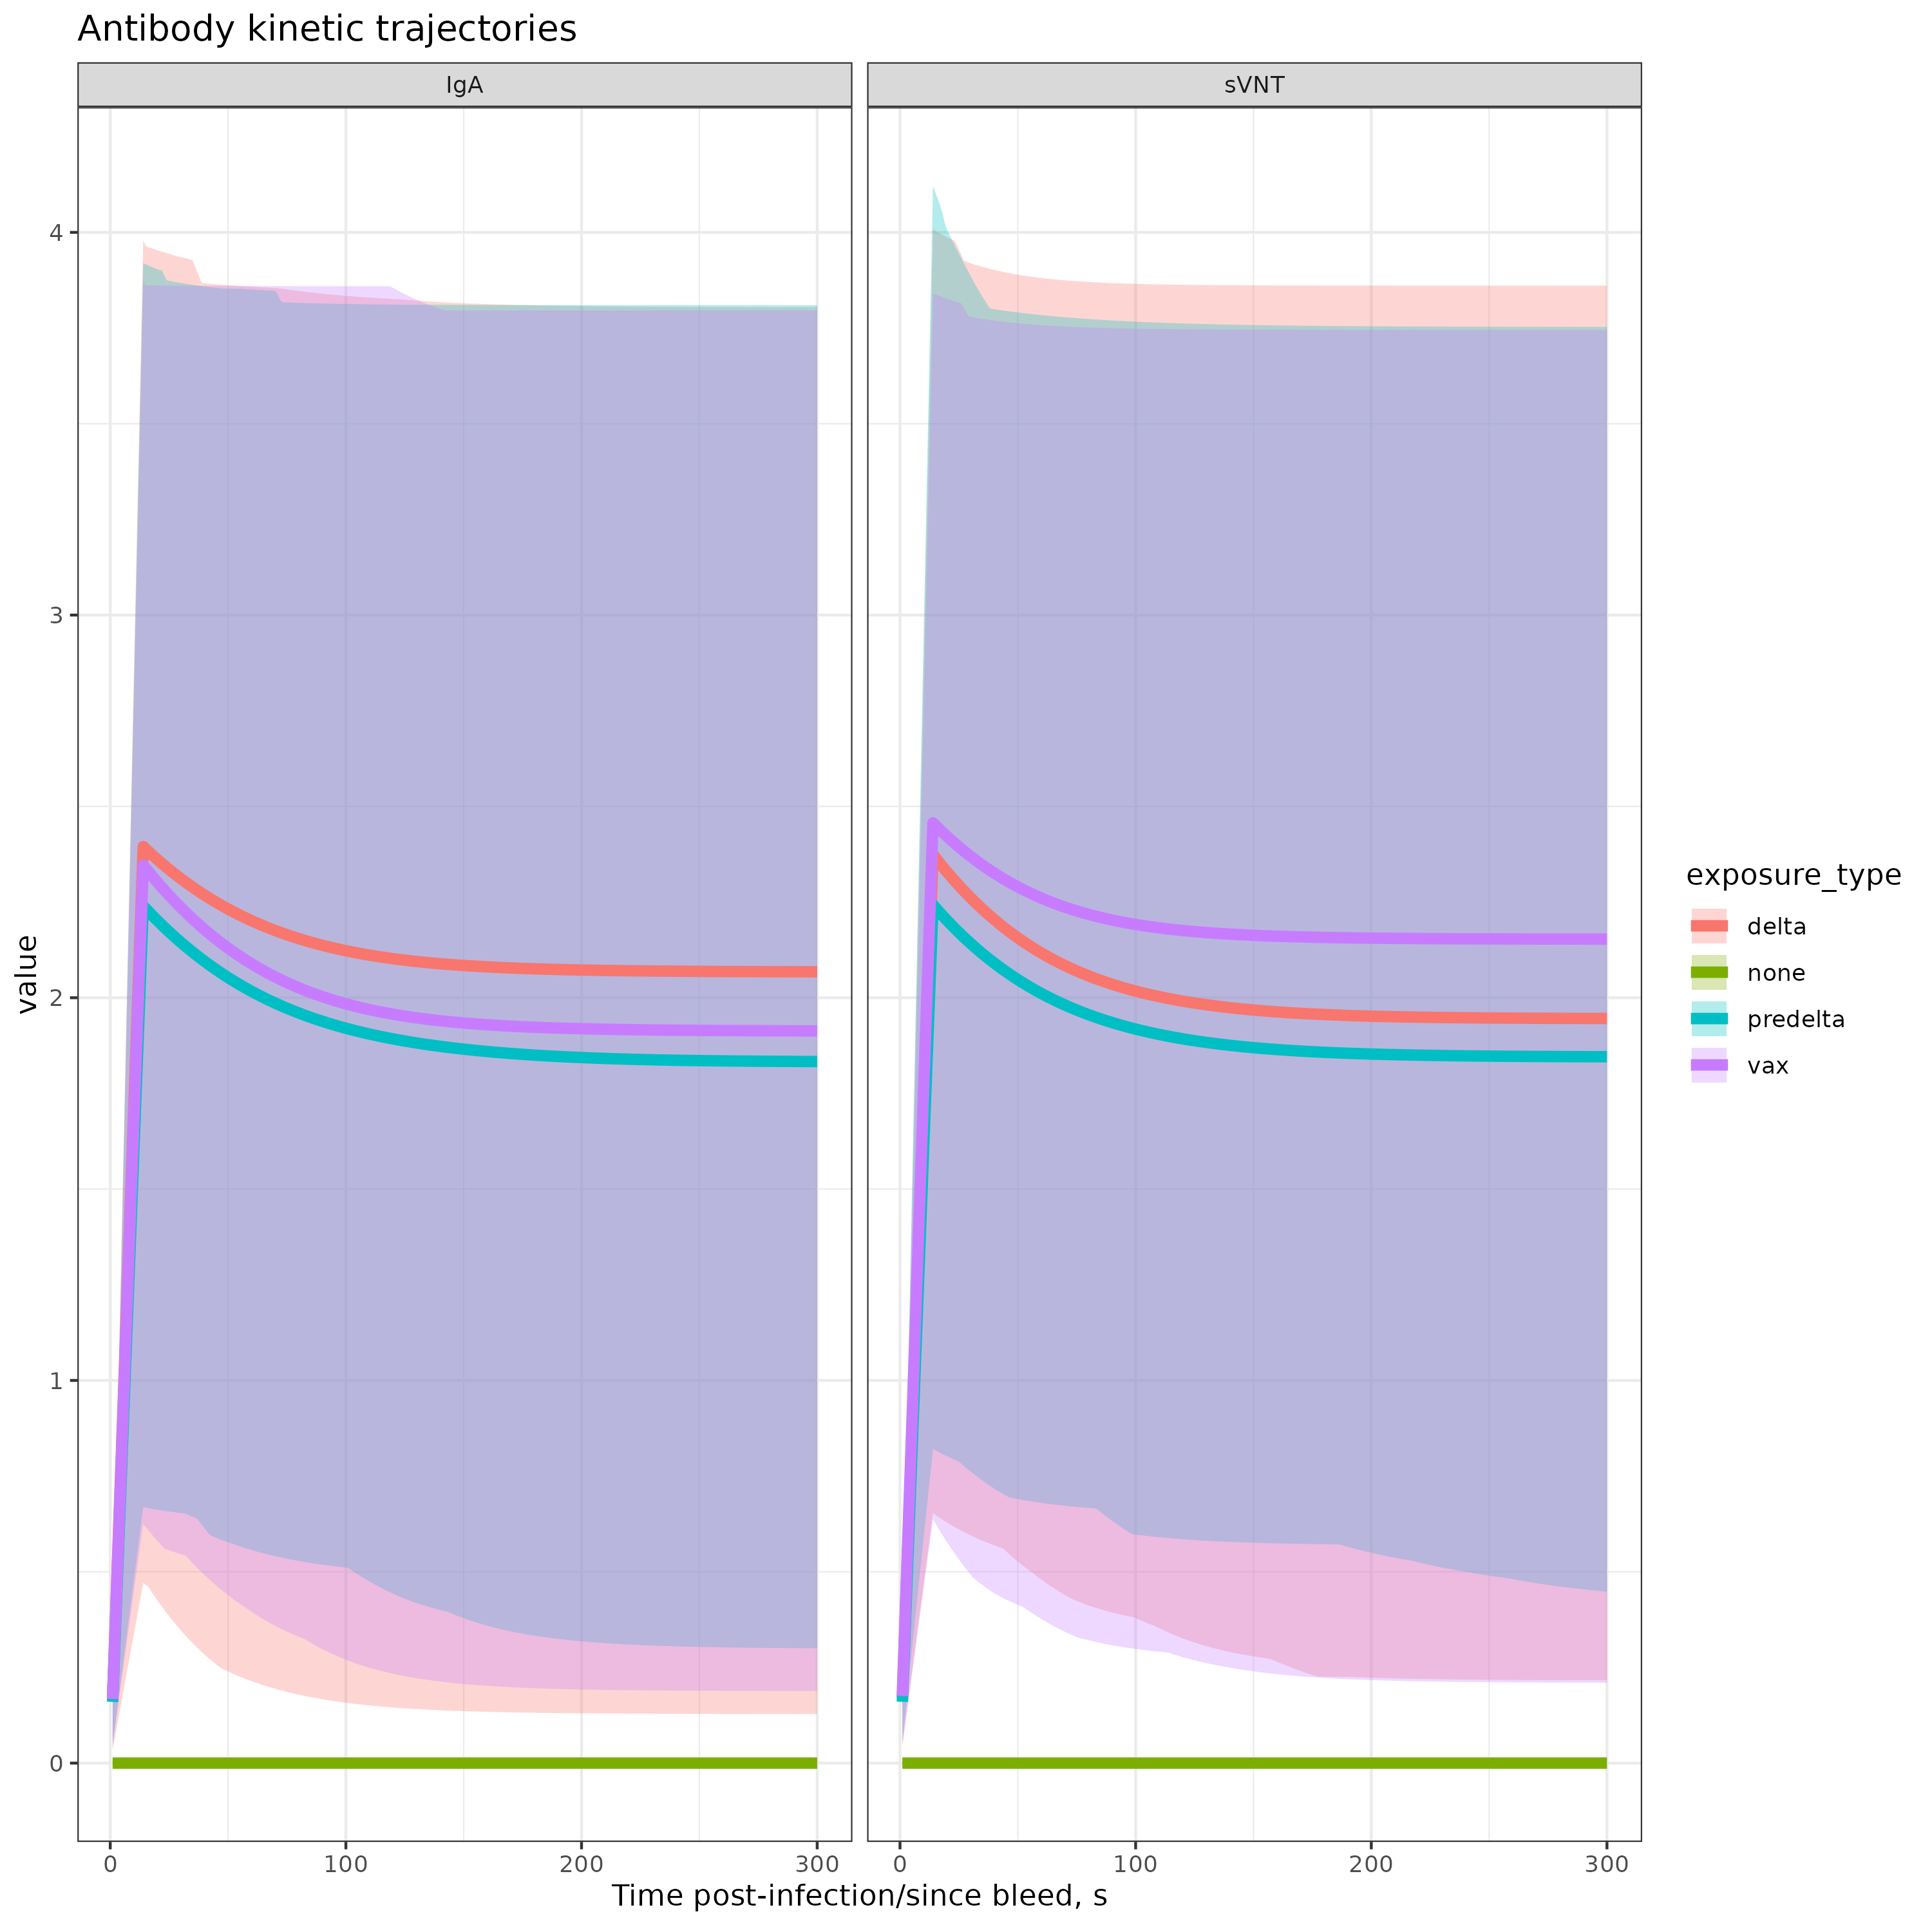 Antibody kinetic trajectories
IgA
sVNT
value
4
3
2
1
0
0 100 200 300
0 100 200 300
Time post-infection/since bleed, s
exposure_type
delta
none
predelta
vax